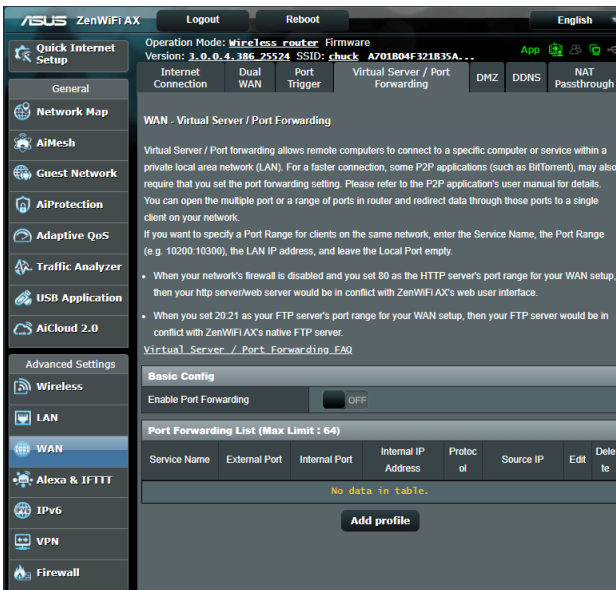 ASUS ZenWiFi AX Logout Reboot English
Quick Internet
Setup
General
Network Map
AiMesh
Guest Network
AiProtection
Adaptive QoS
Traffic Analyzer
USB Application
AiCloud 2.0
Advanced Settings
Wireless
LAN
WAN
Alexa & IFTTT
IPv6
VPN
Firewall
Operation Mode: Wireless router Firmware
Version: 3.0.0.4.386_25524 SSID: chuck A701B04F321B35A...
App
Internet Connection
Dual WAN
Port Trigger
Virtual Server / Port Forwarding
DMZ
DDNS
NAT Passthrough
WAN - Virtual Server / Port Forwarding
Virtual Server / Port forwarding allows remote computers to connect to a specific computer or service within a
private local area network (LAN). For a faster connection, some P2P applications (such as BitTorrent), may also
require that you set the port forwarding setting. Please refer to the P2P application's user manual for details.
You can open the multiple port or a range of ports in router and redirect data through those ports to a single
client on your network.
If you want to specify a Port Range for clients on the same network, enter the Service Name, the Port Range
(e.g. 10200:10300), the LAN IP address, and leave the Local Port empty.
• When your network's firewall is disabled and you set 80 as the HTTP server's port range for your WAN setup,
then your http server/web server would be in conflict with ZenWiFi AX's web user interface.
• When you set 20:21 as your FTP server's port range for your WAN setup, then your FTP server would be in
conflict with ZenWiFi AX's native FTP server.
Virtual Server / Port Forwarding FAQ
Basic Config
Enable Port Forwarding OFF
Port Forwarding List (Max Limit : 64)
Service Name
External Port
Internal Port
Internal IP
Address
Protoc
ol
Source IP
Edit
Dele
te
No data in table.
Add profile